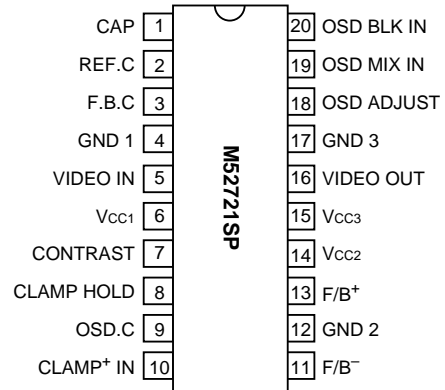 CAP 1 20 OSD BLK IN
REF.C 2 19 OSD MIX IN
F.B.C 3 18 OSD ADJUST
GND 1 4 17 GND 3
VIDEO IN 5 16 VIDEO OUT
VCC1 6 15 VCC3
CONTRAST 7 14 VCC2
CLAMP HOLD 8 13 F/B+
OSD.C 9 12 GND 2
CLAMP+ IN 10 11 F/B–
M52721SP